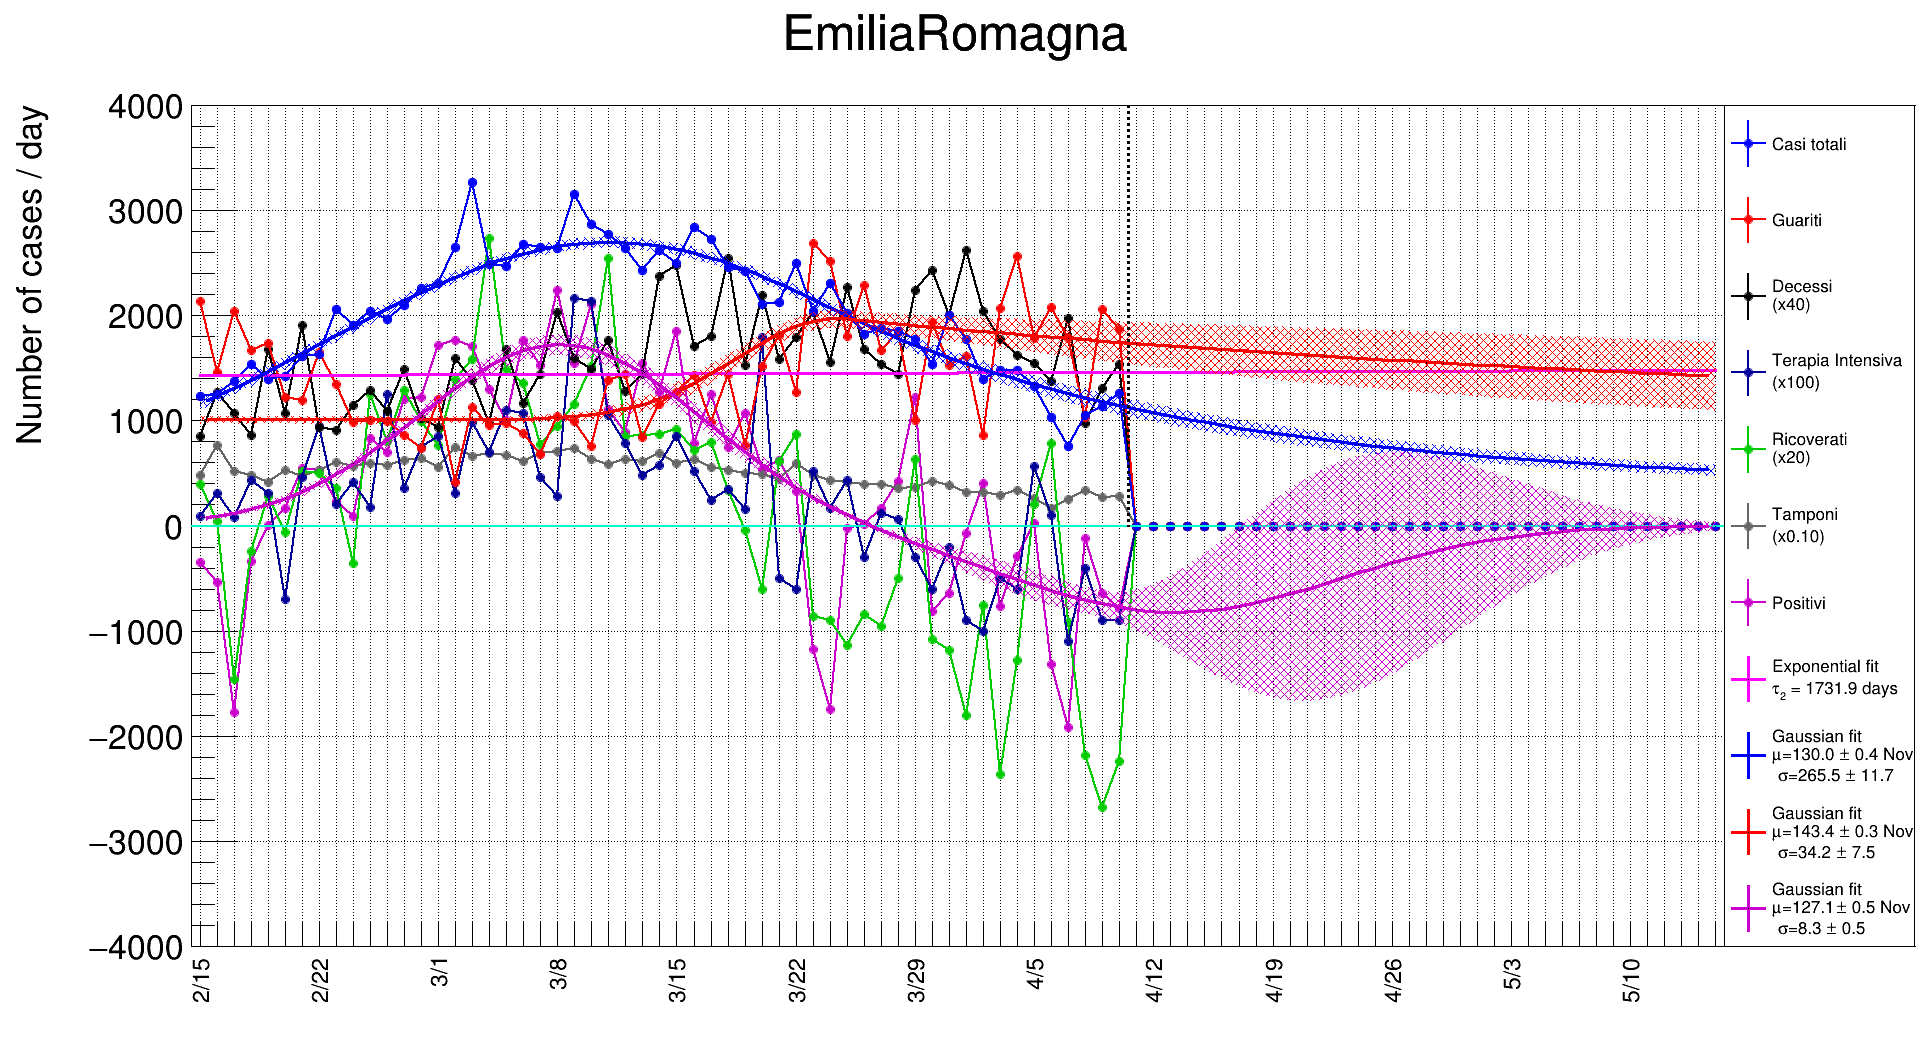 EmiliaRomagna
Number of cases / day
4000
3000
2000
1000
0
−1000
−2000
−3000
−4000
2/15
2/22
3/1
3/8
3/15
3/22
3/29
4/5
4/12
4/19
4/26
5/3
5/10
Casi totali
Guariti
Decessi
(x40)
Terapia Intensiva
(x100)
Ricoverati
(x20)
Tamponi
(x0.10)
Positivi
Exponential fit
τ2 = 1731.9 days
Gaussian fit
μ=130.0 ± 0.4 Nov
σ=265.5 ± 11.7
Gaussian fit
μ=143.4 ± 0.3 Nov
σ=34.2 ± 7.5
Gaussian fit
μ=127.1 ± 0.5 Nov
σ=8.3 ± 0.5